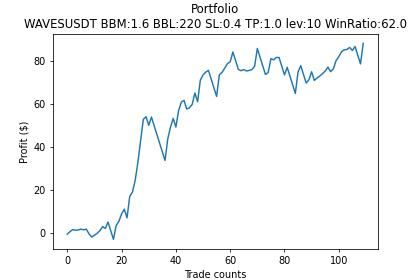 Portfolio
WAVESUSDT BBM:1.6 BBL:220 SL:0.4 TP:1.0 lev:10 WinRatio:62.0
80
60
40
20
0
Profit ($)
0 20 40 60 80 100
Trade counts